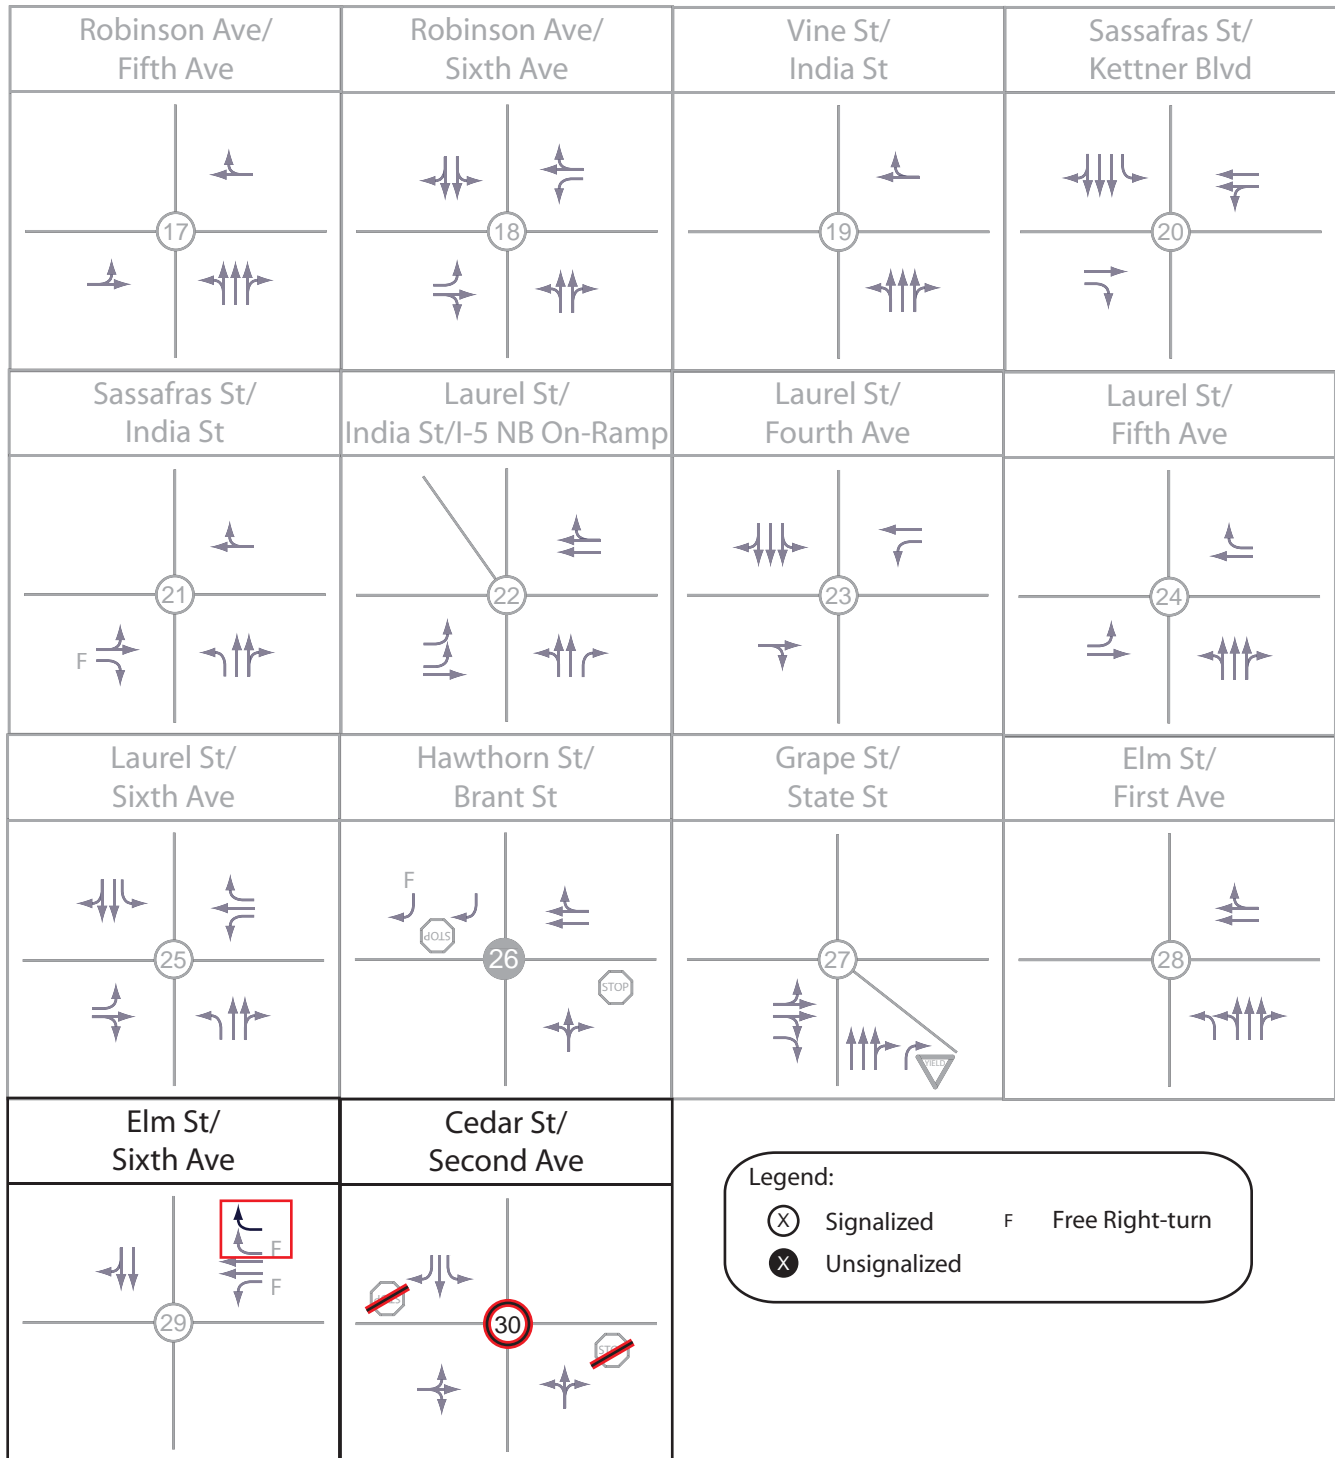 Robinson Ave/
Fifth Ave
Robinson Ave/
Sixth Ave
Vine St/
India St
Sassafras St/
Kettner Blvd
17
18
19
20
Sassafras St/
India St
Laurel St/
India St/I-5 NB On-Ramp
Laurel St/
Fourth Ave
Laurel St/
Fifth Ave
21
F
22
23
24
Laurel St/
Sixth Ave
Hawthorn St/
Brant St
Grape St/
State St
Elm St/
First Ave
25
F
STOP
26
STOP
27
YIELD
28
Elm St/
Sixth Ave
Cedar St/
Second Ave
F
F
29
30
Legend:
X Signalized F Free Right-turn
X Unsignalized